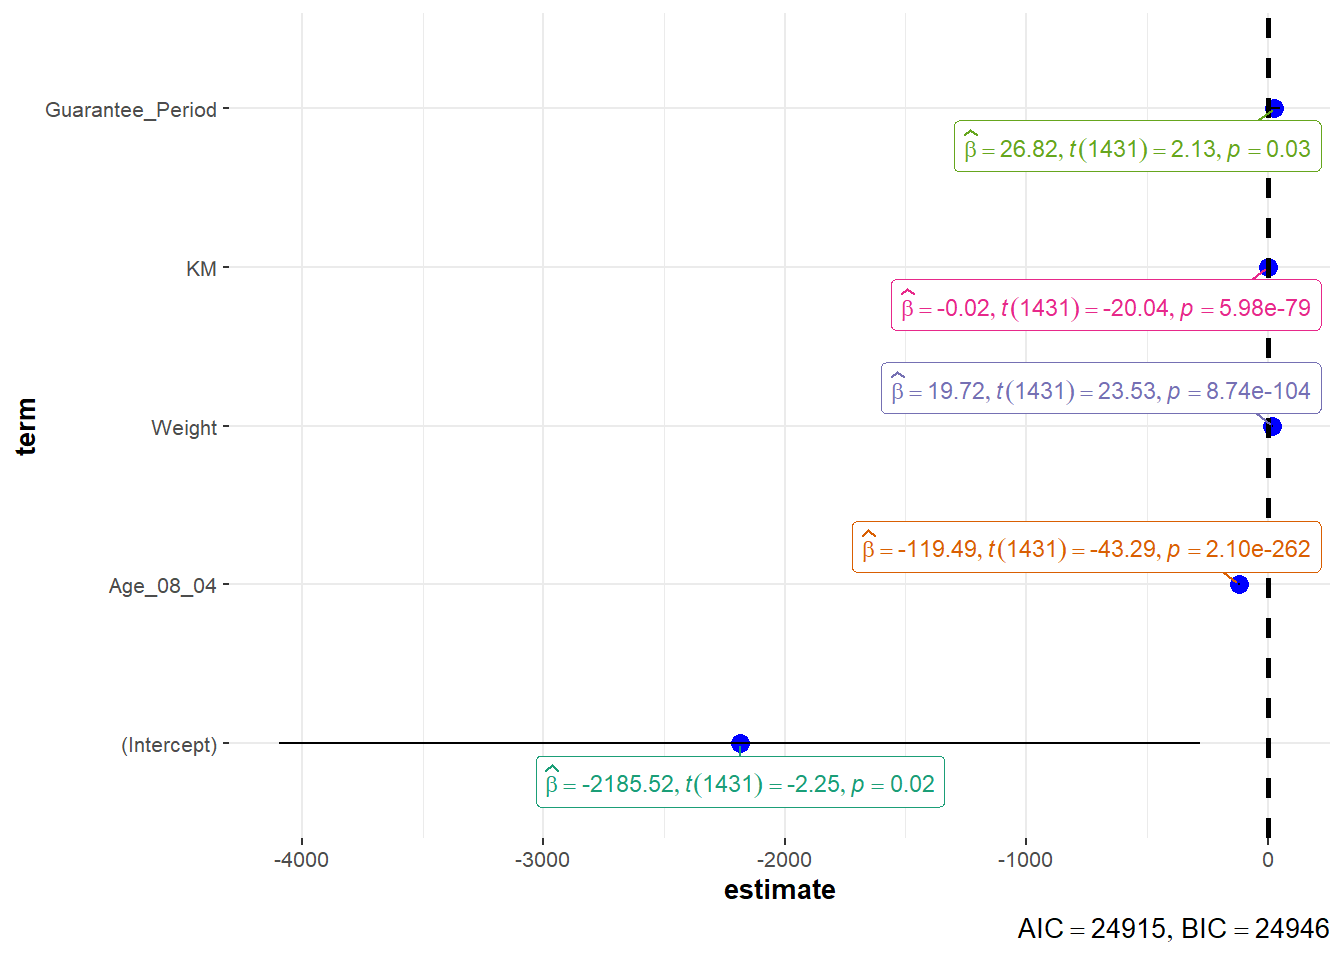 Guarantee_Period
β̂ = 26.82, t(1431) = 2.13, p = 0.03
KM
β̂ = -0.02, t(1431) = -20.04, p = 5.98e-79
β̂ = 19.72, t(1431) = 23.53, p = 8.74e-104
Weight
term
β̂ = -119.49, t(1431) = -43.29, p = 2.10e-262
Age_08_04
(Intercept)
β̂ = -2185.52, t(1431) = -2.25, p = 0.02
-4000 -3000 -2000 -1000 0
estimate
AIC = 24915, BIC = 24946